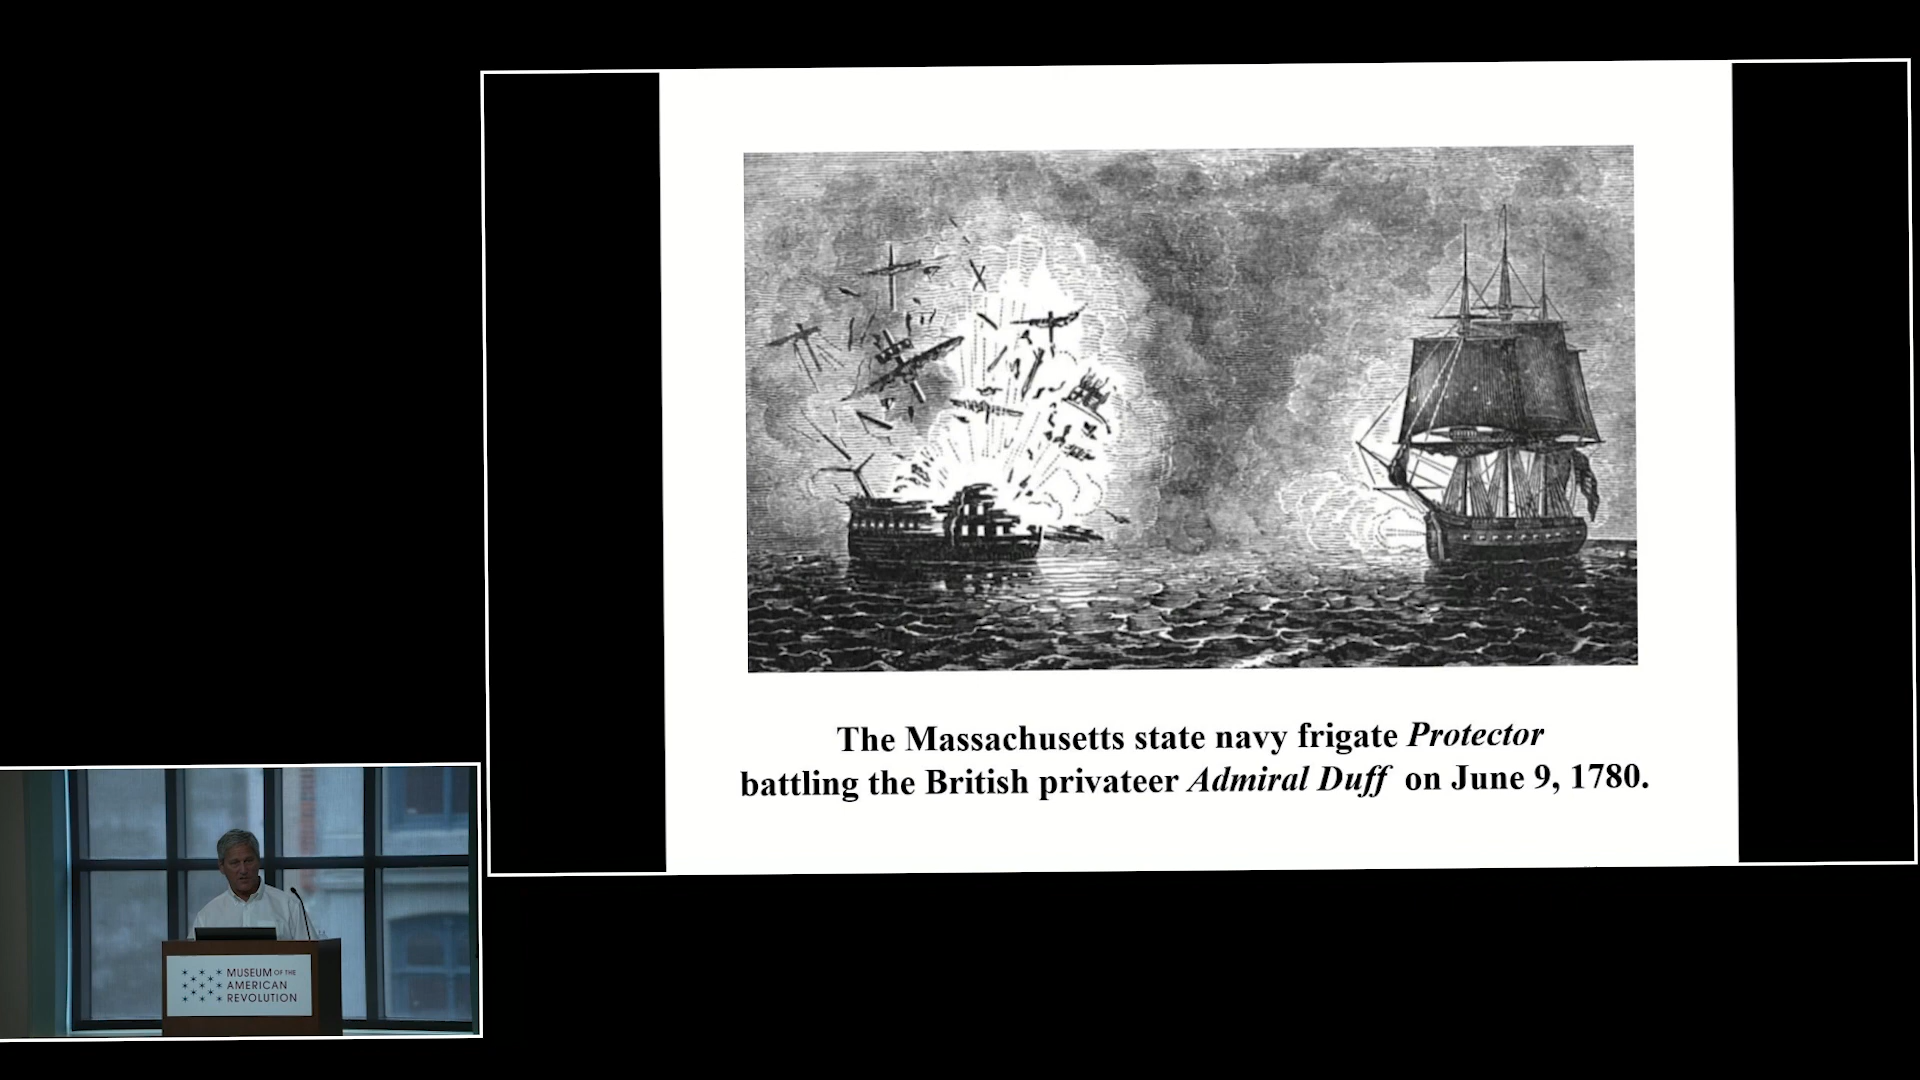 The Massachusetts state navy frigate Protector
battling the British privateer Admiral Duff on June 9, 1780.
MUSEUM OF THE
AMERICAN
REVOLUTION